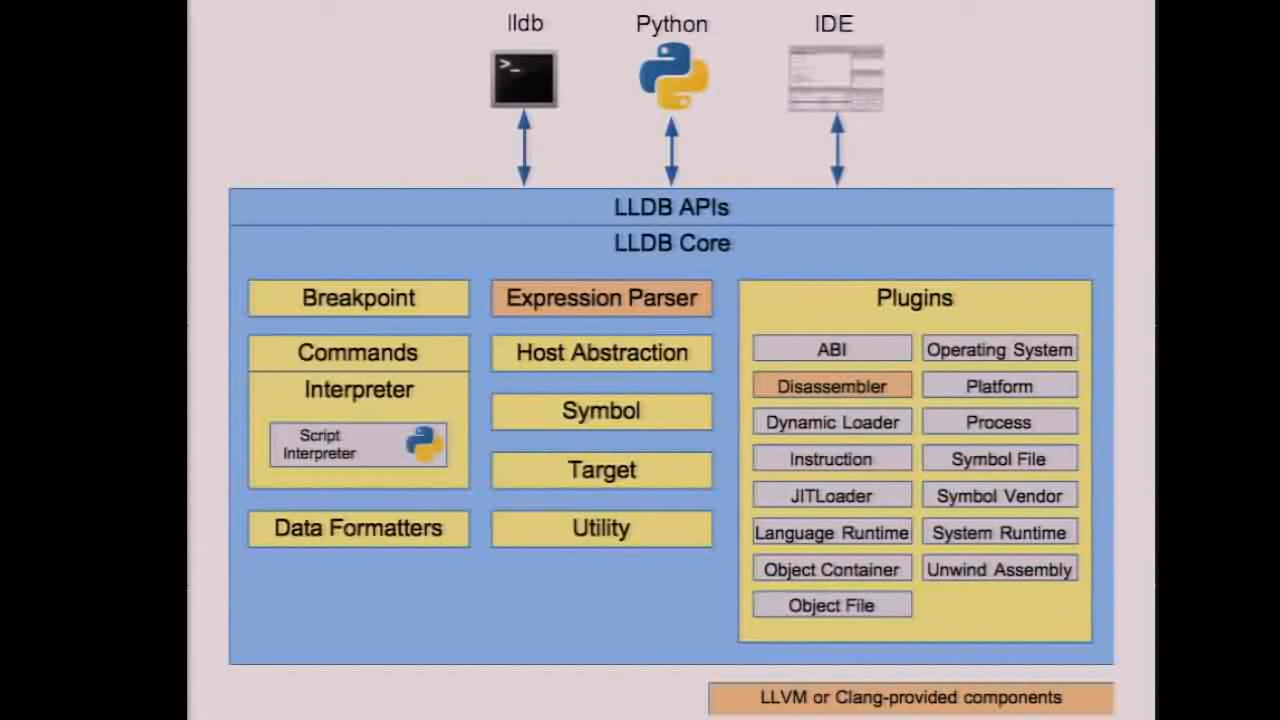 lldb
Python
IDE
>_
LLDB APIs
LLDB Core
Breakpoint
Commands
Interpreter
Script
Interpreter
Data Formatters
Expression Parser
Host Abstraction
Symbol
Target
Utility
Plugins
ABI
Disassembler
Dynamic Loader
Instruction
JITLoader
Language Runtime
Object Container
Object File
Operating System
Platform
Process
Symbol File
Symbol Vendor
System Runtime
Unwind Assembly
LLVM or Clang-provided components